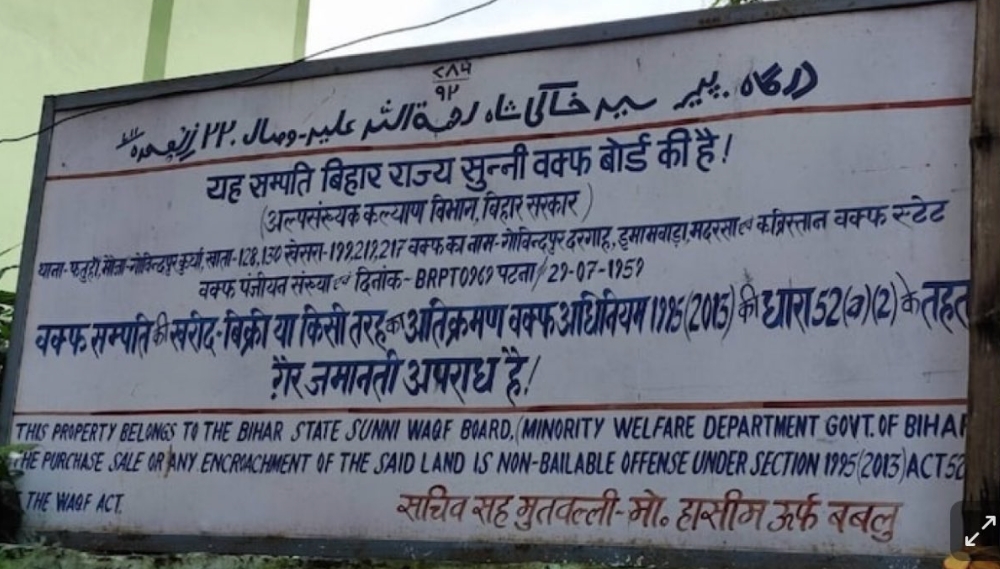 ۷۸۶
۹۲
درگاہ پیر سید خاکی شاہ رحمۃ اللہ علیہ - وصال ۲۲
यह सम्पति बिहार राज्य सुन्नी वक्फ बोर्ड की है!
(अल्पसंख्यक कल्याण विभाग, बिहार सरकार)
थाना- फतुहा, मौजा-गोविन्दपुर कुर्था, खाता-128,130 खेसरा-199,219,217 वक्फ का नाम-गोविन्दपुर दरगाह, इमामवाड़ा, मदरसा एवं कब्रिस्तान वक्फ स्टेट
वक्फ पंजीयन संख्या एवं दिनांक- BRPT0969 पटना/29-07-1959
वक्फ सम्पति की खरीद-बिक्री या किसी तरह का अतिक्रमण वक्फ अधिनियम 1995(2013) की धारा 52(a)(2) के तहत
ग़ैर जमानती अपराध है!
THIS PROPERTY BELONGS TO THE BIHAR STATE SUNNI WAQF BOARD, (MINORITY WELFARE DEPARTMENT GOVT. OF BIHAR
THE PURCHASE SALE OR ANY ENCROACHMENT OF THE SAID LAND IS NON-BAILABLE OFFENSE UNDER SECTION 1995(2013) ACT 52
THE WAQF ACT.
सचिव सह मुतवल्ली- मो. हासीम उर्फ बबलु